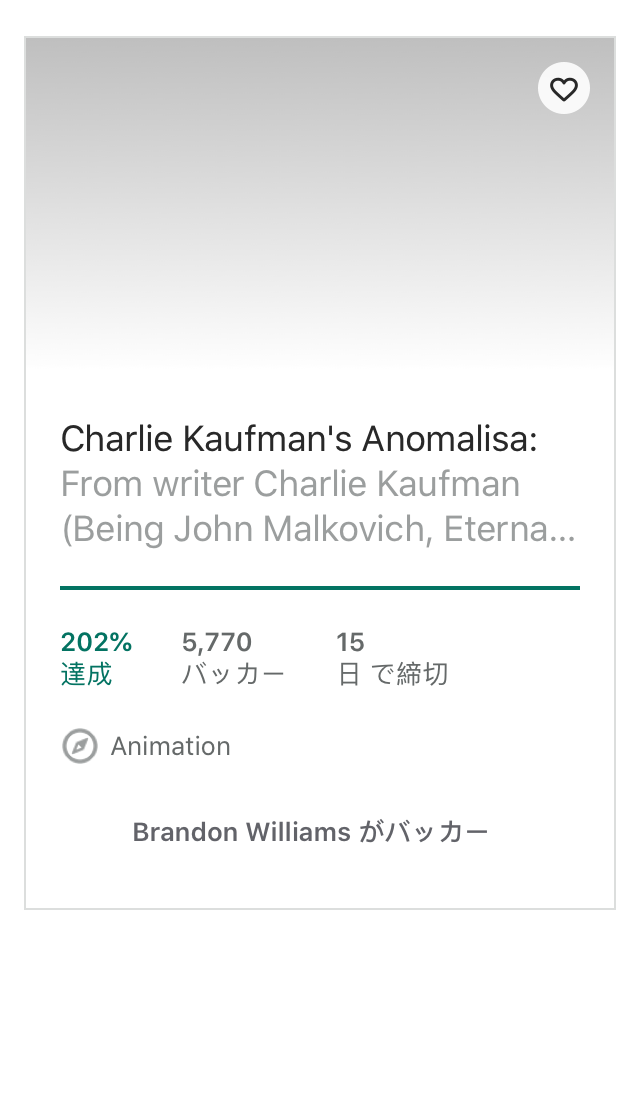 Charlie Kaufman's Anomalisa:
From writer Charlie Kaufman
(Being John Malkovich, Eterna...
202% 5,770 15
達成 バッカー 日 で締切
Animation
Brandon Williams がバッカー